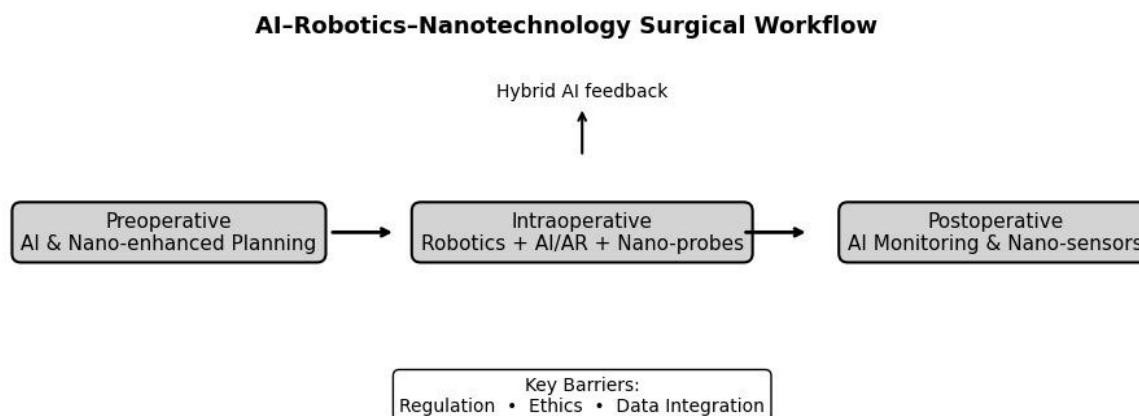 AI–Robotics–Nanotechnology Surgical Workflow
Hybrid AI feedback
Preoperative
AI & Nano-enhanced Planning
Intraoperative
Robotics + AI/AR + Nano-probes
Postoperative
AI Monitoring & Nano-sensors
Key Barriers:
Regulation • Ethics • Data Integration